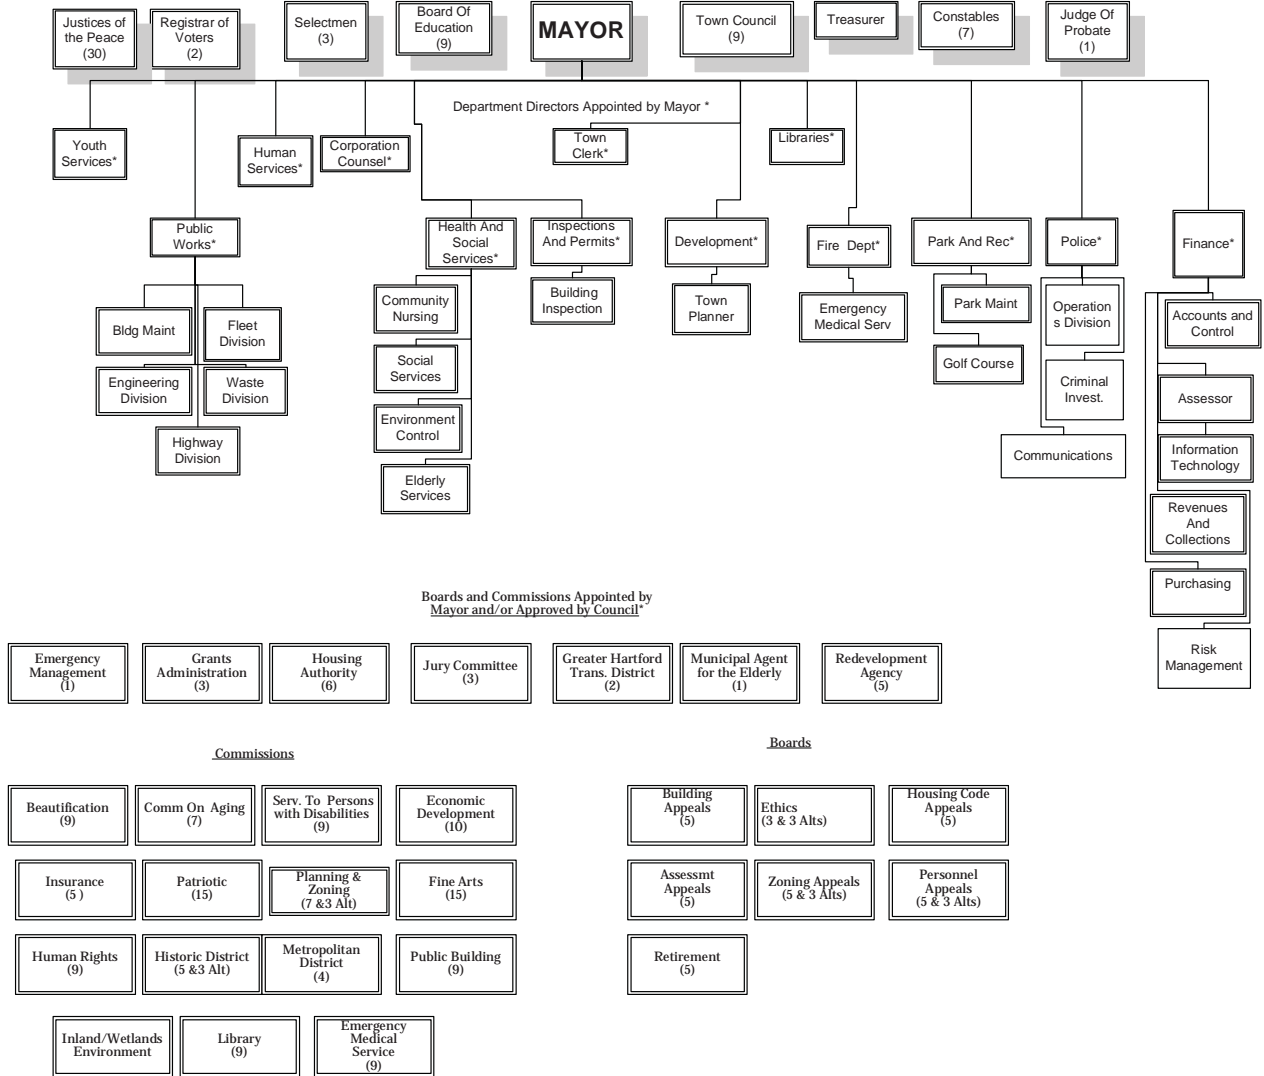 Justices of
the Peace
(30)
Registrar of
Voters
(2)
Selectmen
(3)
Board Of
Education
(9)
MAYOR
Town Council
(9)
Treasurer
Constables
(7)
Judge Of
Probate
(1)
Department Directors Appointed by Mayor *
Youth
Services*
Human
Services*
Corporation
Counsel*
Town
Clerk*
Libraries*
Public
Works*
Health And
Social
Services*
Inspections
And Permits*
Development*
Fire Dept*
Park And Rec*
Police*
Finance*
Bldg Maint
Fleet
Division
Engineering
Division
Waste
Division
Highway
Division
Community
Nursing
Social
Services
Environment
Control
Elderly
Services
Building
Inspection
Town
Planner
Emergency
Medical Serv
Park Maint
Golf Course
Operation
s Division
Criminal
Invest.
Communications
Accounts and
Control
Assessor
Information
Technology
Revenues
And
Collections
Purchasing
Risk
Management
Boards and Commissions Appointed by
Mayor and/or Approved by Council*
Emergency
Management
(1)
Grants
Administration
(3)
Housing
Authority
(6)
Jury Committee
(3)
Greater Hartford
Trans. District
(2)
Municipal Agent
for the Elderly
(1)
Redevelopment
Agency
(5)
Commissions
Beautification
(9)
Comm On Aging
(7)
Serv. To Persons
with Disabilities
(9)
Economic
Development
(10)
Insurance
(5 )
Patriotic
(15)
Planning &
Zoning
(7 &3 Alt)
Fine Arts
(15)
Human Rights
(9)
Historic District
(5 &3 Alt)
Metropolitan
District
(4)
Public Building
(9)
Inland/Wetlands
Environment
Library
(9)
Emergency
Medical
Service
(9)
Boards
Building
Appeals
(5)
Ethics
(3 & 3 Alts)
Housing Code
Appeals
(5)
Assessmt
Appeals
(5)
Zoning Appeals
(5 & 3 Alts)
Personnel
Appeals
(5 & 3 Alts)
Retirement
(5)